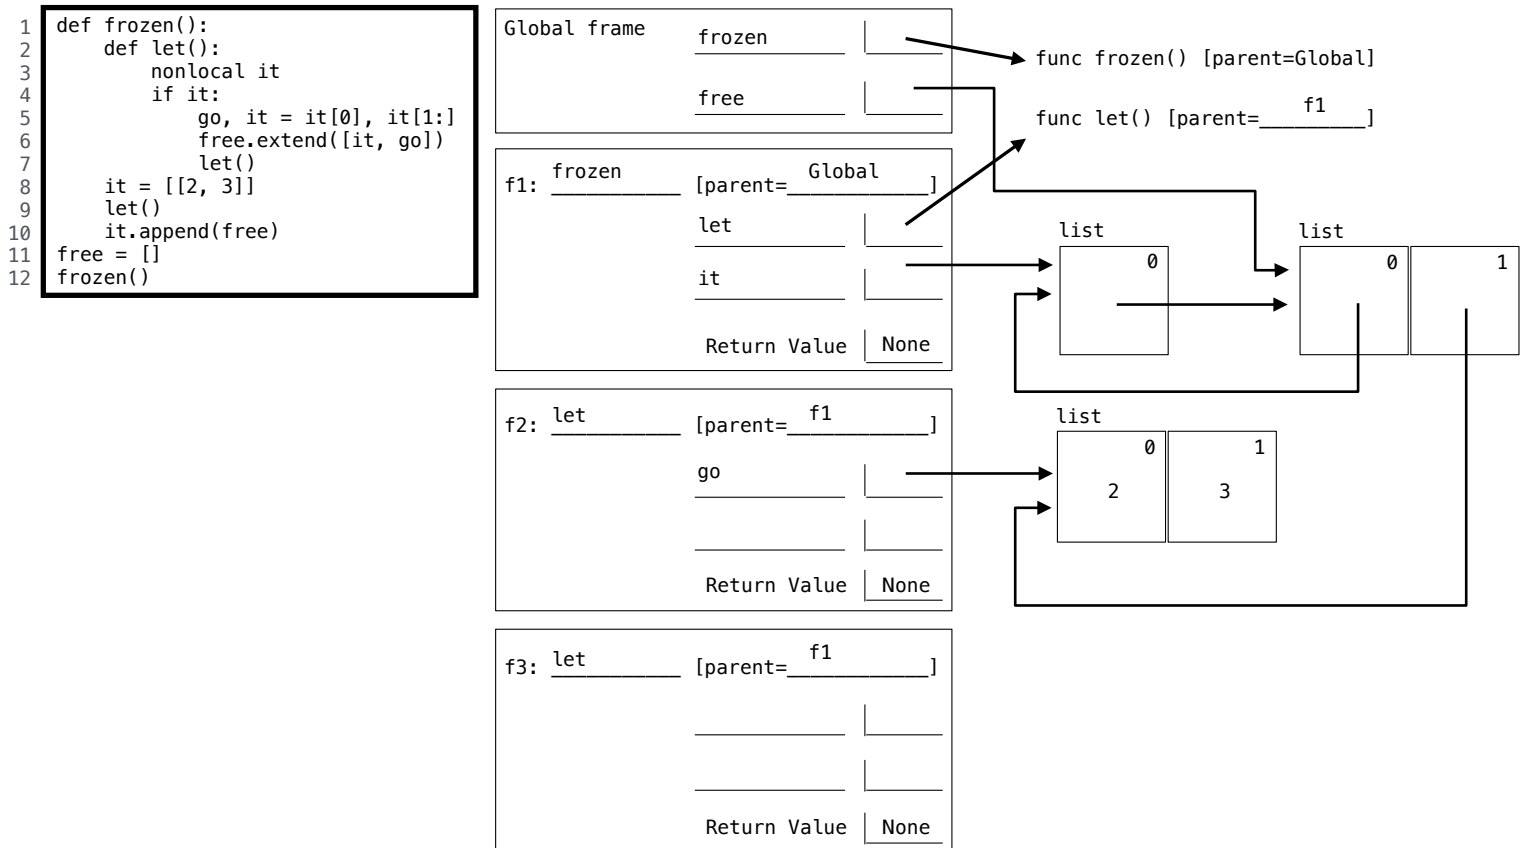 1 def frozen():
2     def let():
3         nonlocal it
4         if it:
5             go, it = it[0], it[1:]
6             free.extend([it, go])
7             let()
8     it = [[2, 3]]
9     let()
10     it.append(free)
11 free = []
12 frozen()
Global frame
frozen
free
func frozen() [parent=Global]
func let() [parent=f1]
f1: frozen [parent=Global]
let
it
Return Value None
list
0
list
0 1
f2: let [parent=f1]
go
Return Value None
list
0 1
2 3
f3: let [parent=f1]
Return Value None